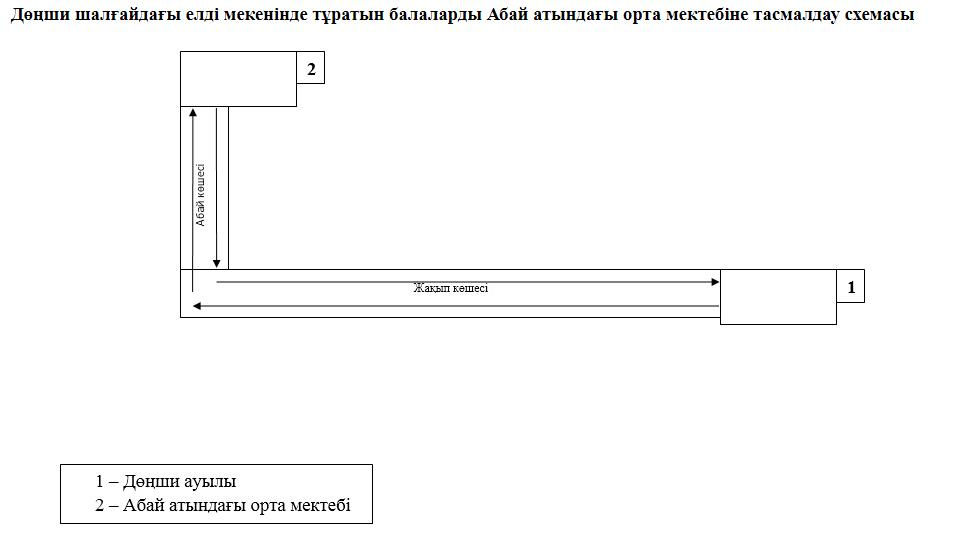 Дөңши шалғайдағы елді мекенінде тұратын балаларды Абай атындағы орта мектебіне тасмалдау схемасы
2
Абай көшесі
Жақып көшесі
1
1 – Дөңши ауылы
2 – Абай атындағы орта мектебі